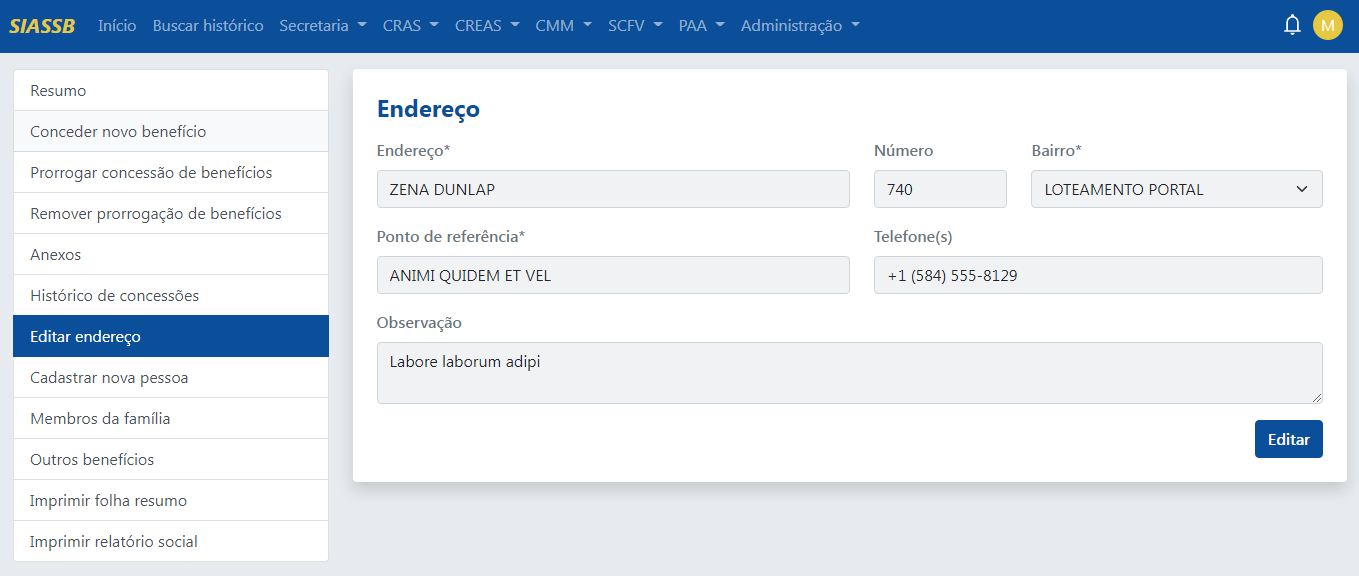 SIASSB Início Buscar histórico Secretaria CRAS CREAS CMM SCFV PAA Administração M
Resumo
Conceder novo benefício
Prorrogar concessão de benefícios
Remover prorrogação de benefícios
Anexos
Histórico de concessões
Editar endereço
Cadastrar nova pessoa
Membros da família
Outros benefícios
Imprimir folha resumo
Imprimir relatório social
Endereço
Endereço* Número Bairro*
ZENA DUNLAP 740 LOTEAMENTO PORTAL
Ponto de referência* Telefone(s)
ANIMI QUIDEM ET VEL +1 (584) 555-8129
Observação
Labore laborum adipi
Editar